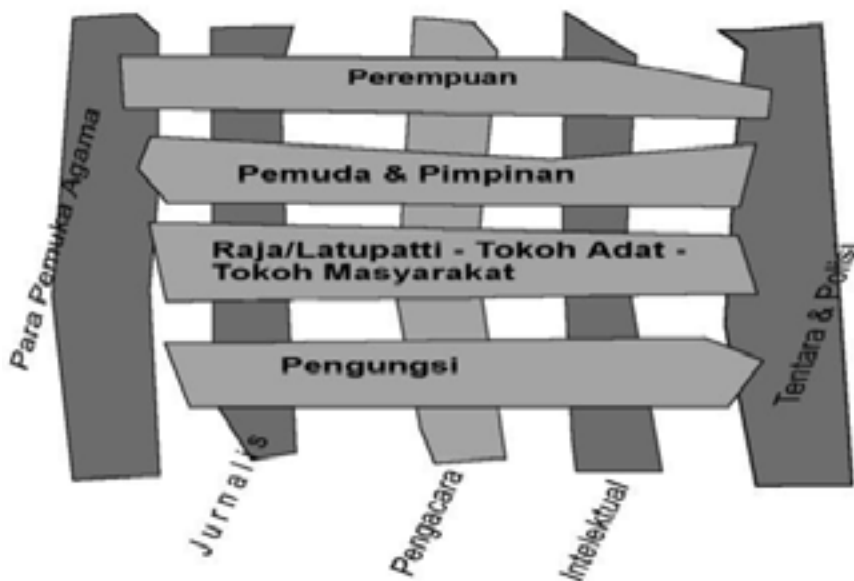 Perempuan
Pemuda & Pimpinan
Raja/Latupatti - Tokoh Adat -
Tokoh Masyarakat
Pengungsi
Para Pemuka Agama
Jurnalis
Pengacara
Intelektual
Tentara & Polisi